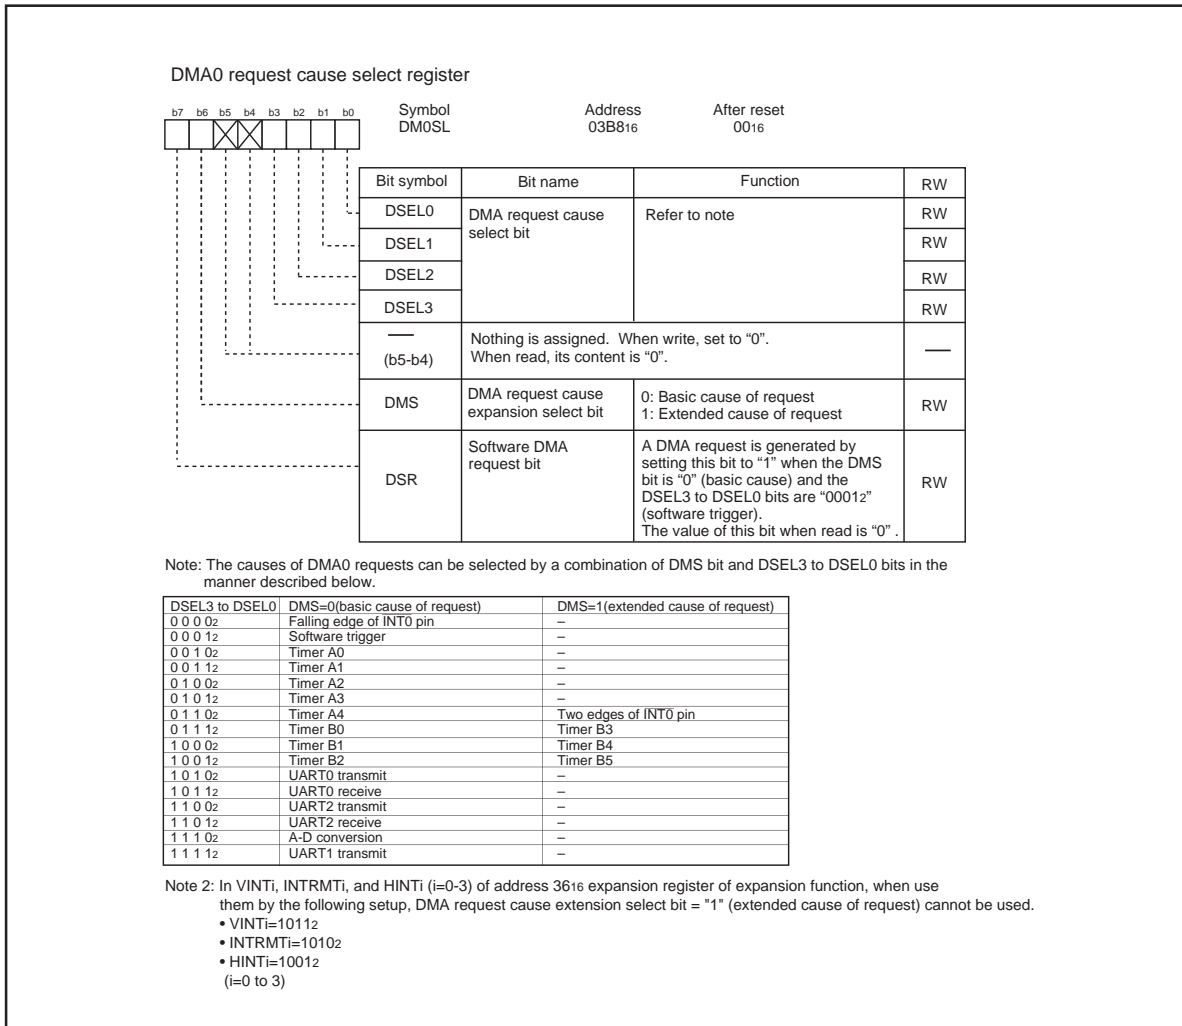 DMA0 request cause select register
b7 b6 b5 b4 b3 b2 b1 b0
Symbol Address After reset
DM0SL 03B816 0016
Bit symbol Bit name Function RW
DSEL0 DMA request cause select bit Refer to note RW
DSEL1 RW
DSEL2 RW
DSEL3 RW
— (b5-b4) Nothing is assigned. When write, set to “0”. —
When read, its content is “0”.
DMS DMA request cause expansion select bit 0: Basic cause of request RW
1: Extended cause of request
DSR Software DMA request bit A DMA request is generated by RW
setting this bit to “1” when the DMS
bit is “0” (basic cause) and the
DSEL3 to DSEL0 bits are “00012”
(software trigger).
The value of this bit when read is “0” .
Note: The causes of DMA0 requests can be selected by a combination of DMS bit and DSEL3 to DSEL0 bits in the
manner described below.
DSEL3 to DSEL0 DMS=0(basic cause of request) DMS=1(extended cause of request)
0 0 0 02 Falling edge of INT0 pin –
0 0 0 12 Software trigger –
0 0 1 02 Timer A0 –
0 0 1 12 Timer A1 –
0 1 0 02 Timer A2 –
0 1 0 12 Timer A3 –
0 1 1 02 Timer A4 Two edges of INT0 pin
0 1 1 12 Timer B0 Timer B3
1 0 0 02 Timer B1 Timer B4
1 0 0 12 Timer B2 Timer B5
1 0 1 02 UART0 transmit –
1 0 1 12 UART0 receive –
1 1 0 02 UART2 transmit –
1 1 0 12 UART2 receive –
1 1 1 02 A-D conversion –
1 1 1 12 UART1 transmit –
Note 2: In VINTi, INTRMTi, and HINTi (i=0-3) of address 3616 expansion register of expansion function, when use
them by the following setup, DMA request cause extension select bit = "1" (extended cause of request) cannot be used.
• VINTi=10112
• INTRMTi=10102
• HINTi=10012
(i=0 to 3)